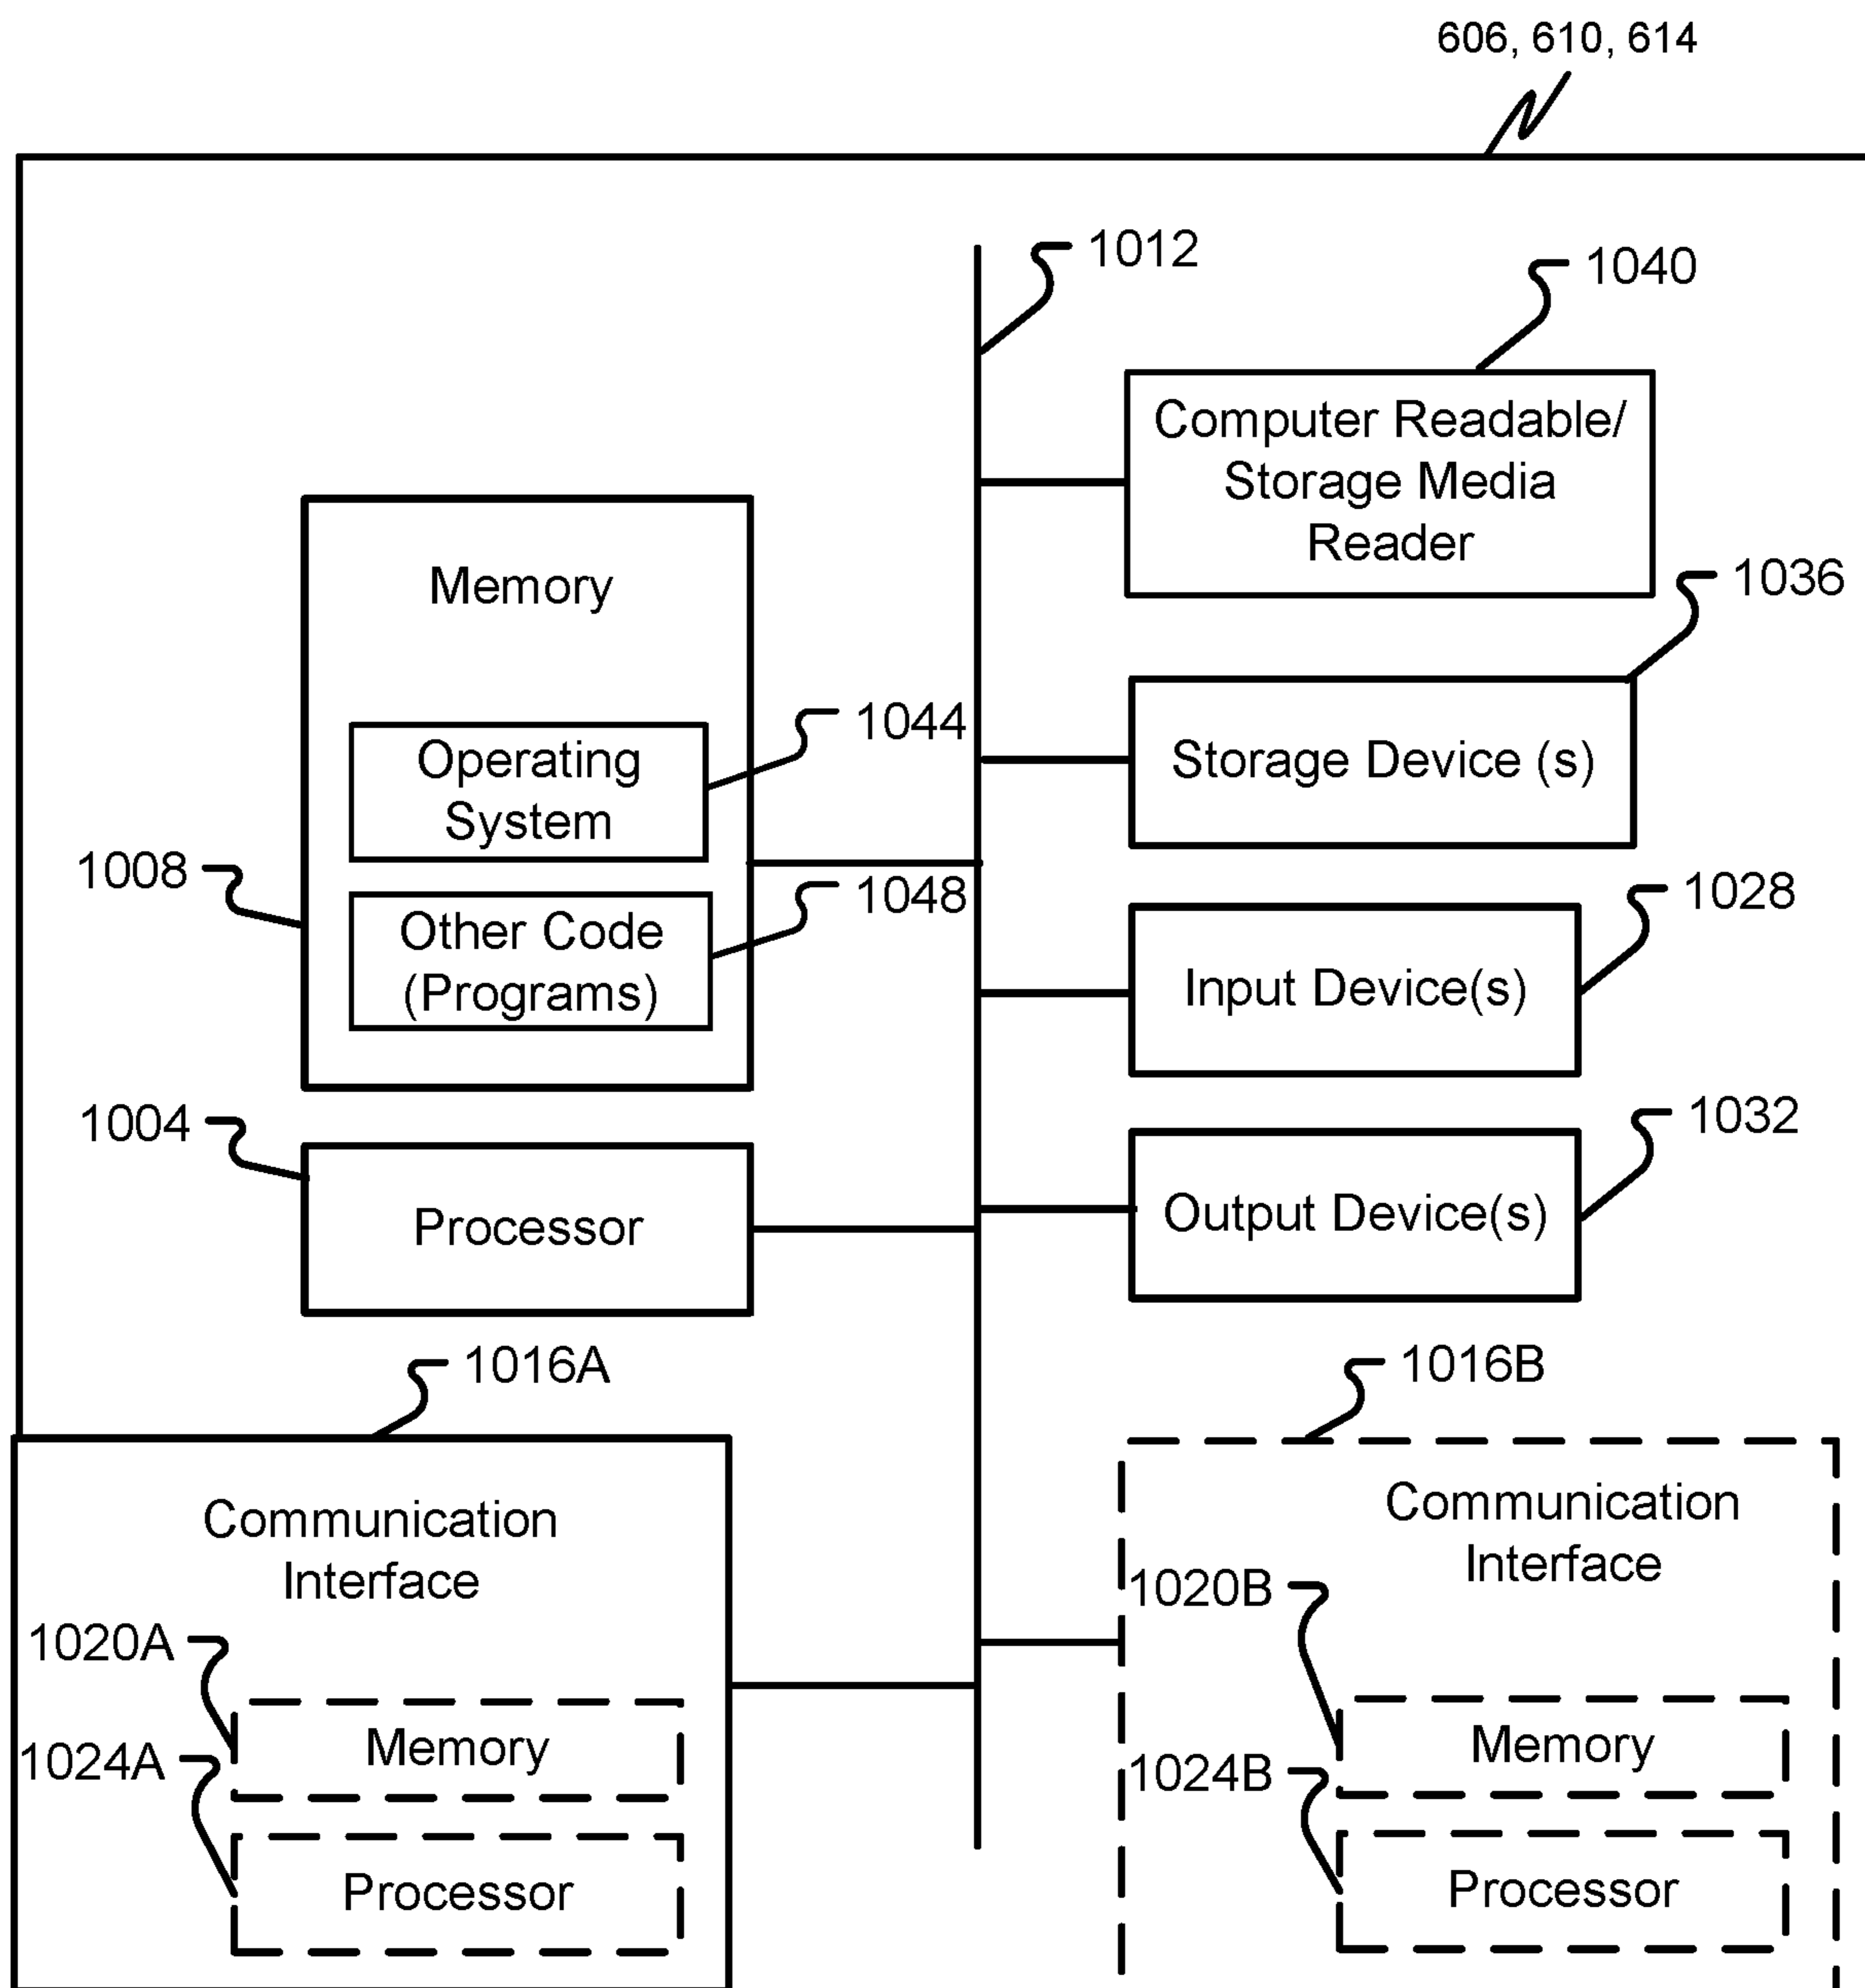 606, 610, 614
1012
1040
Computer Readable/
Storage Media
Reader
1036
Memory
1044
Operating
System
Storage Device (s)
1008
1048
Other Code
(Programs)
1028
Input Device(s)
1004
1032
Processor
Output Device(s)
1016A
1016B
Communication
Interface
1020A
1024A
Memory
Processor
Communication
Interface
1020B
1024B
Memory
Processor